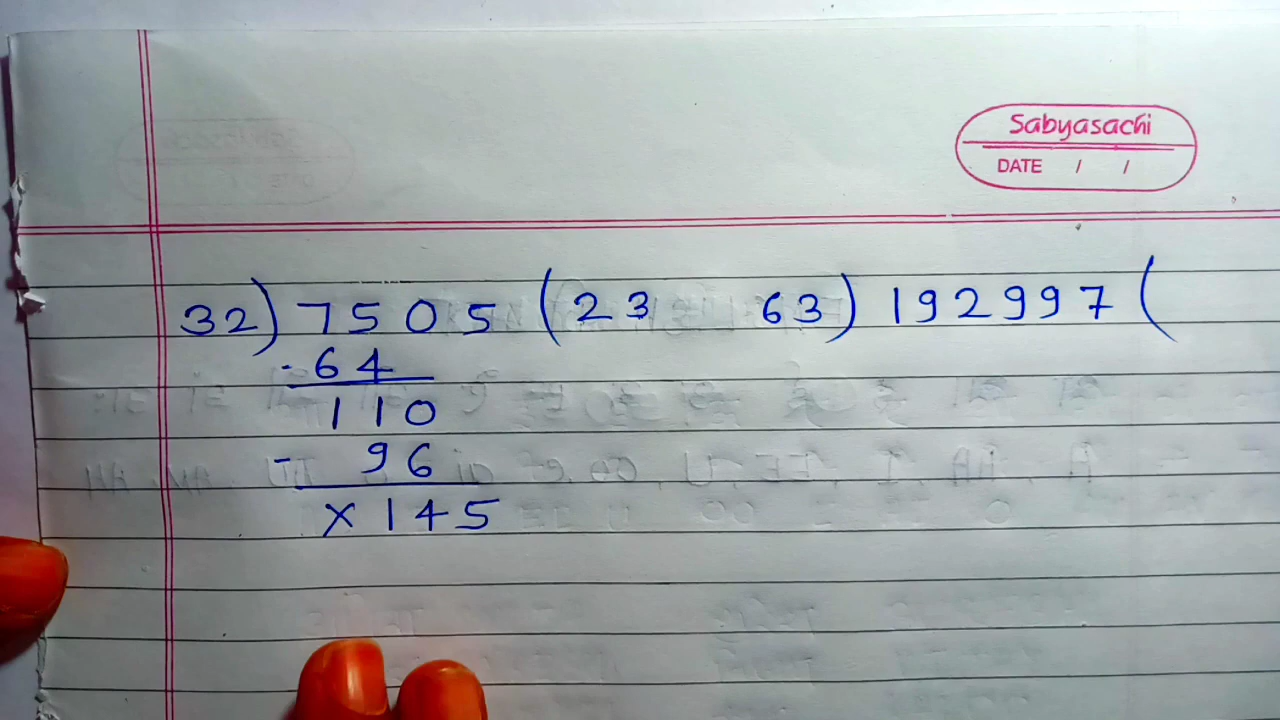 Sabyasachi
DATE / /
32) 7505 (23 63) 192997 (
- 64
110
- 96
x 145